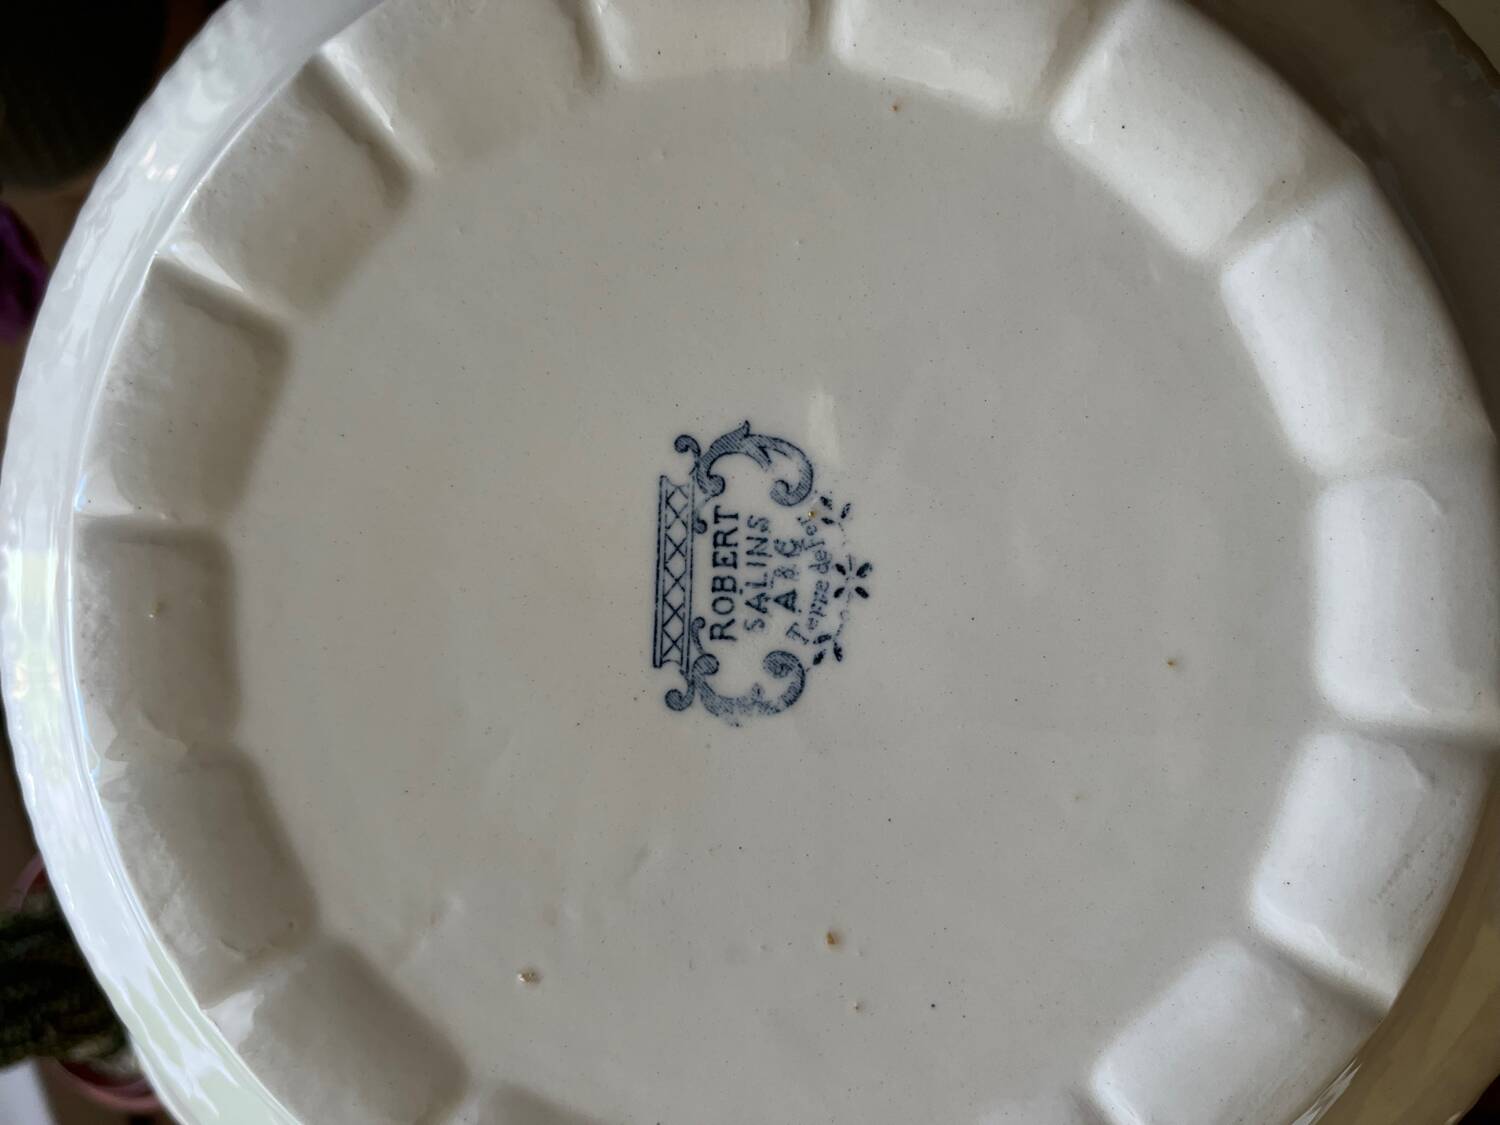 Terre de Fer
A & C
SALINS
ROBERT